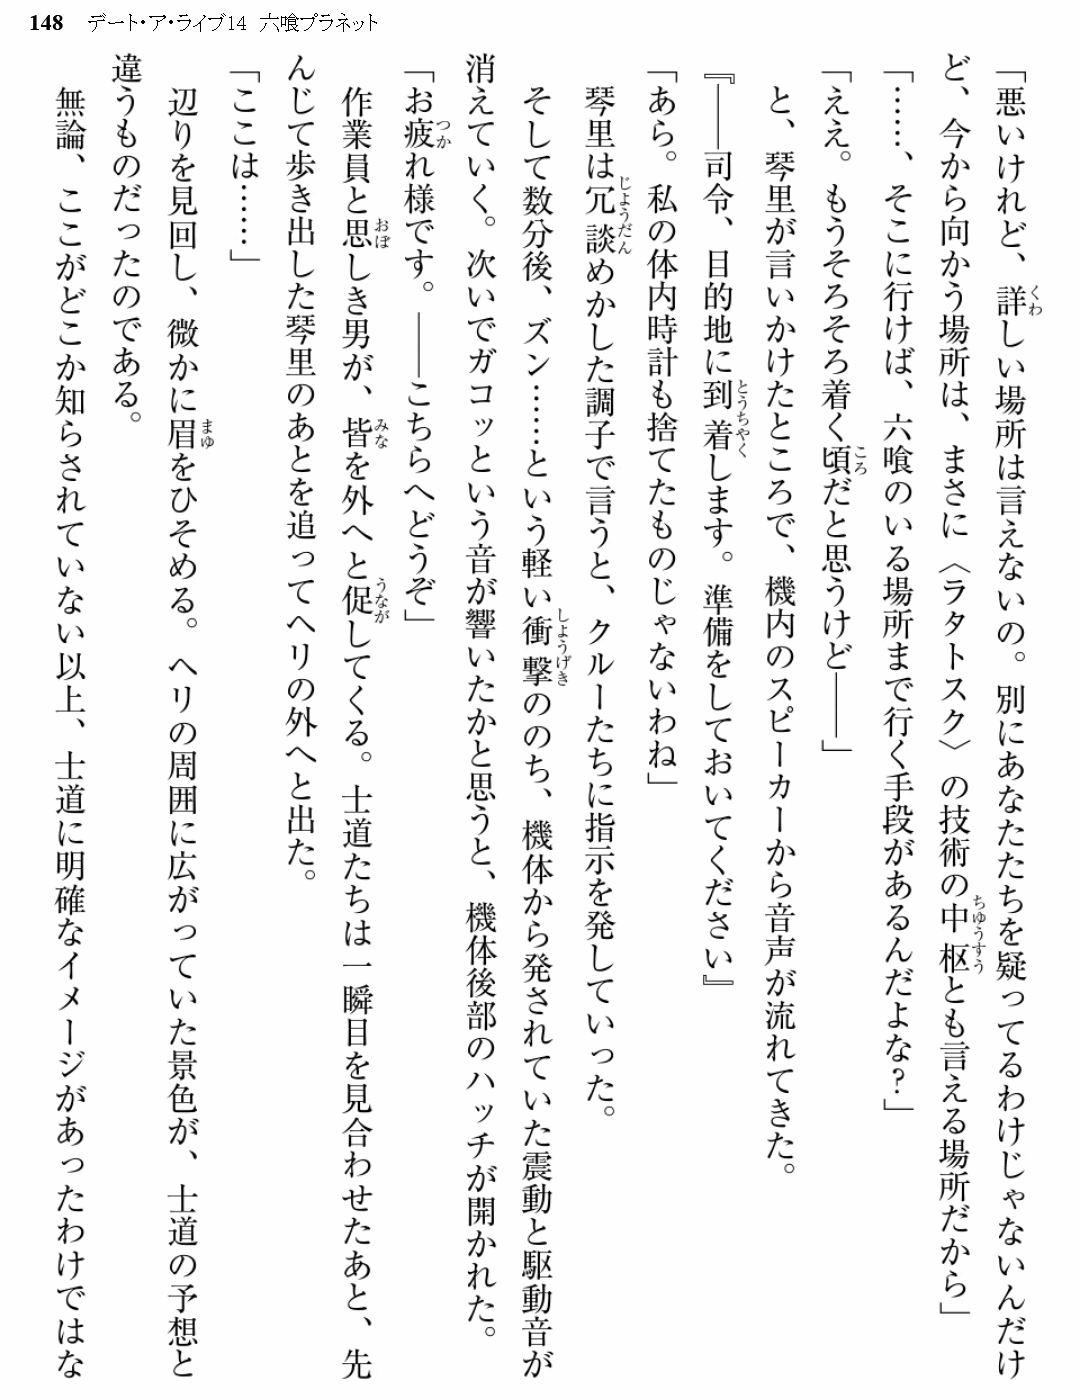 148 デート・ア・ライブ14 六喰プラネット
「悪いけれど、詳しい場所は言えないの。別にあなたたちを疑ってるわけじゃないんだけ
ど、今から向かう場所は、まさに〈ラタトスク〉の技術の中枢とも言える場所だから」
「……、そこに行けば、六喰のいる場所まで行く手段があるんだよな?」
「ええ。もうそろそろ着く頃だと思うけど――」
と、琴里が言いかけたところで、機内のスピーカーから音声が流れてきた。
『――司令、目的地に到着します。準備をしておいてください』
「あら。私の体内時計も捨てたものじゃないわね」
琴里は冗談めかした調子で言うと、クルーたちに指示を発していった。
そして数分後、ズン……という軽い衝撃ののち、機体から発されていた震動と駆動音が
消えていく。次いでガコッという音が響いたかと思うと、機体後部のハッチが開かれた。
「お疲れ様です。――こちらへどうぞ」
作業員と思しき男が、皆を外へと促してくる。士道たちは一瞬目を見合わせたあと、先
んじて歩き出した琴里のあとを追ってヘリの外へと出た。
「ここは……」
辺りを見回し、微かに眉をひそめる。ヘリの周囲に広がっていた景色が、士道の予想と
違うものだったのである。
無論、ここがどこか知らされていない以上、士道に明確なイメージがあったわけではな